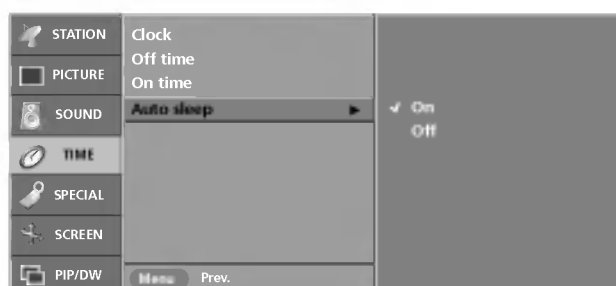 STATION
PICTURE
SOUND
TIME
SPECIAL
SCREEN
PIP/DW
Clock
Off time
On time
Auto sleep
Menu Prev.
On
Off